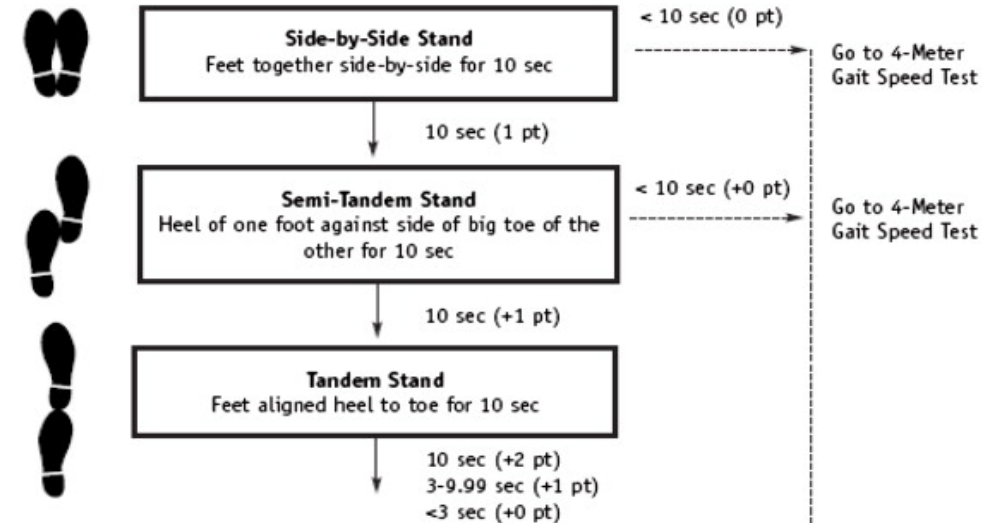 < 10 sec (0 pt)
Side-by-Side Stand
Feet together side-by-side for 10 sec
Go to 4-Meter
Gait Speed Test
10 sec (1 pt)
< 10 sec (+0 pt)
Semi-Tandem Stand
Heel of one foot against side of big toe of the
other for 10 sec
Go to 4-Meter
Gait Speed Test
10 sec (+1 pt)
Tandem Stand
Feet aligned heel to toe for 10 sec
10 sec (+2 pt)
3-9.99 sec (+1 pt)
<3 sec (+0 pt)